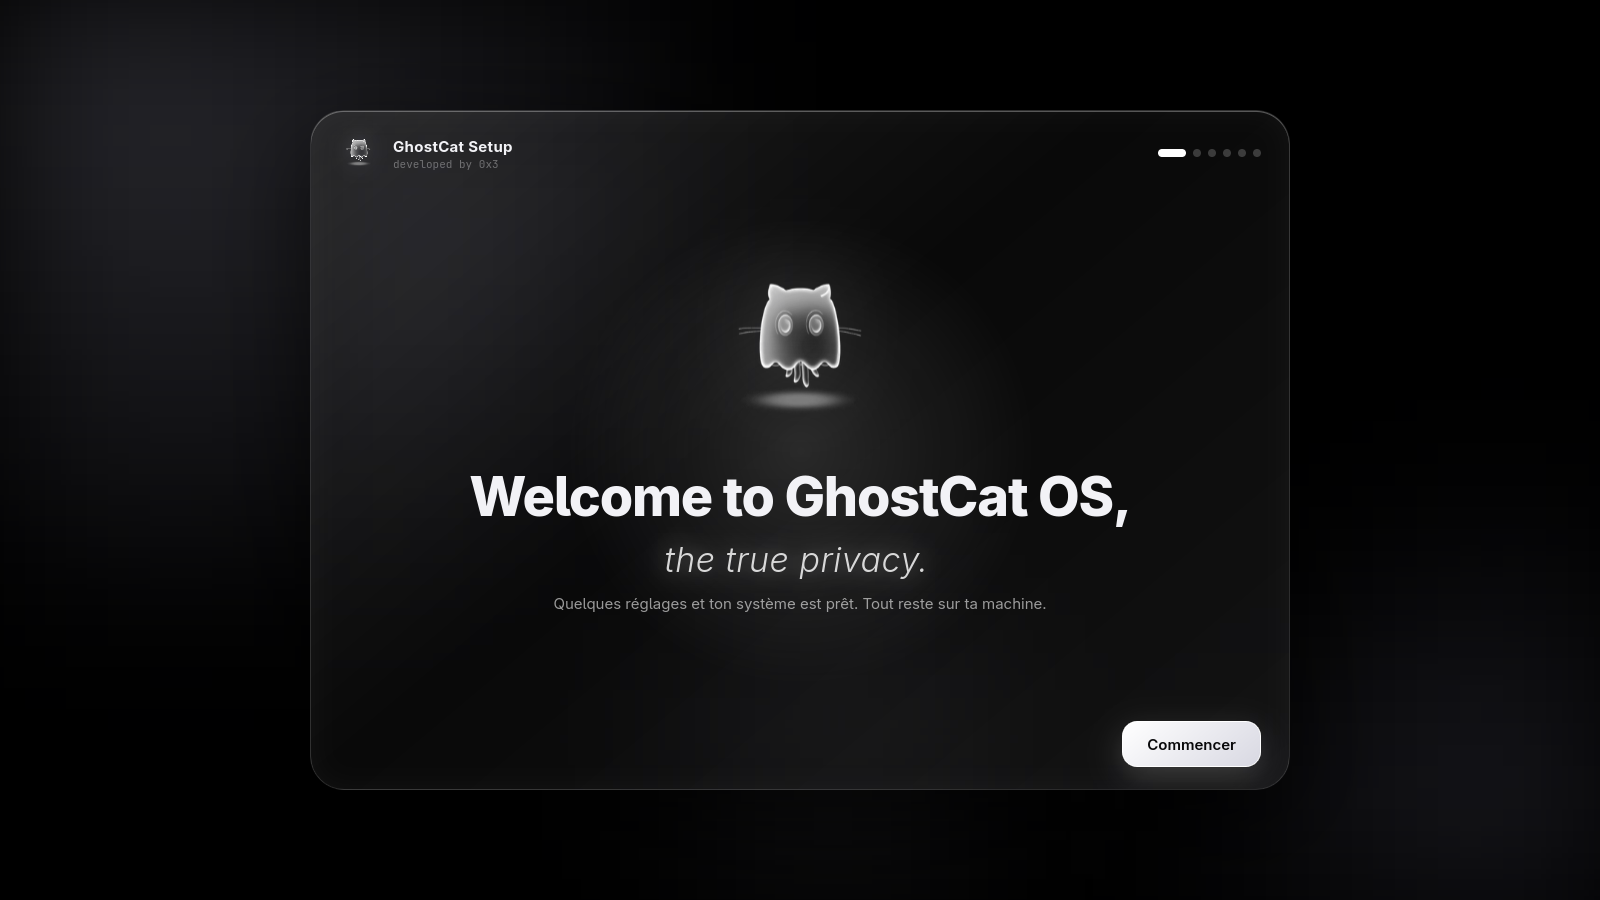 GhostCat Setup
developed by 0x3
Welcome to GhostCat OS,
the true privacy.
Quelques réglages et ton système est prêt. Tout reste sur ta machine.
Commencer